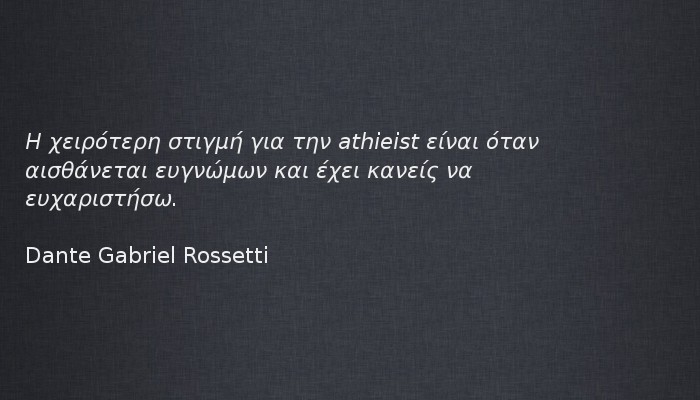 Η χειρότερη στιγμή για την athieist είναι όταν
αισθάνεται ευγνώμων και έχει κανείς να
ευχαριστήσω.
Dante Gabriel Rossetti